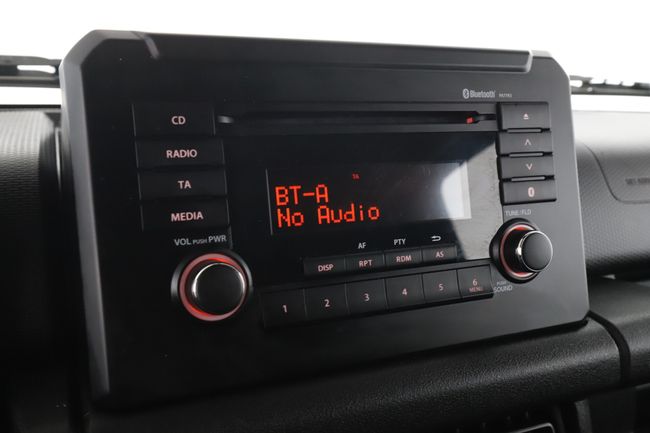 Bluetooth
CD
RADIO
TA
MEDIA
TA
BT-A
No Audio
VOL PUSH PWR
TUNE/FLD
AF PTY
DISP RPT RDM AS
1 2 3 4 5 6
MENU
PUSH
SOUND